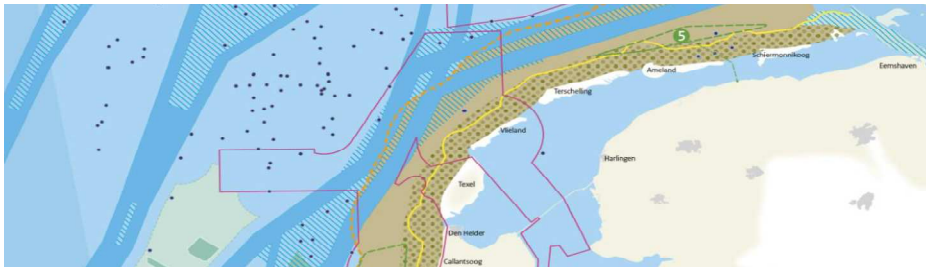 5
Schiermonnikoog
Eemshaven
Ameland
Terschelling
Vlieland
Harlingen
Texel
Den Helder
Callantsoog